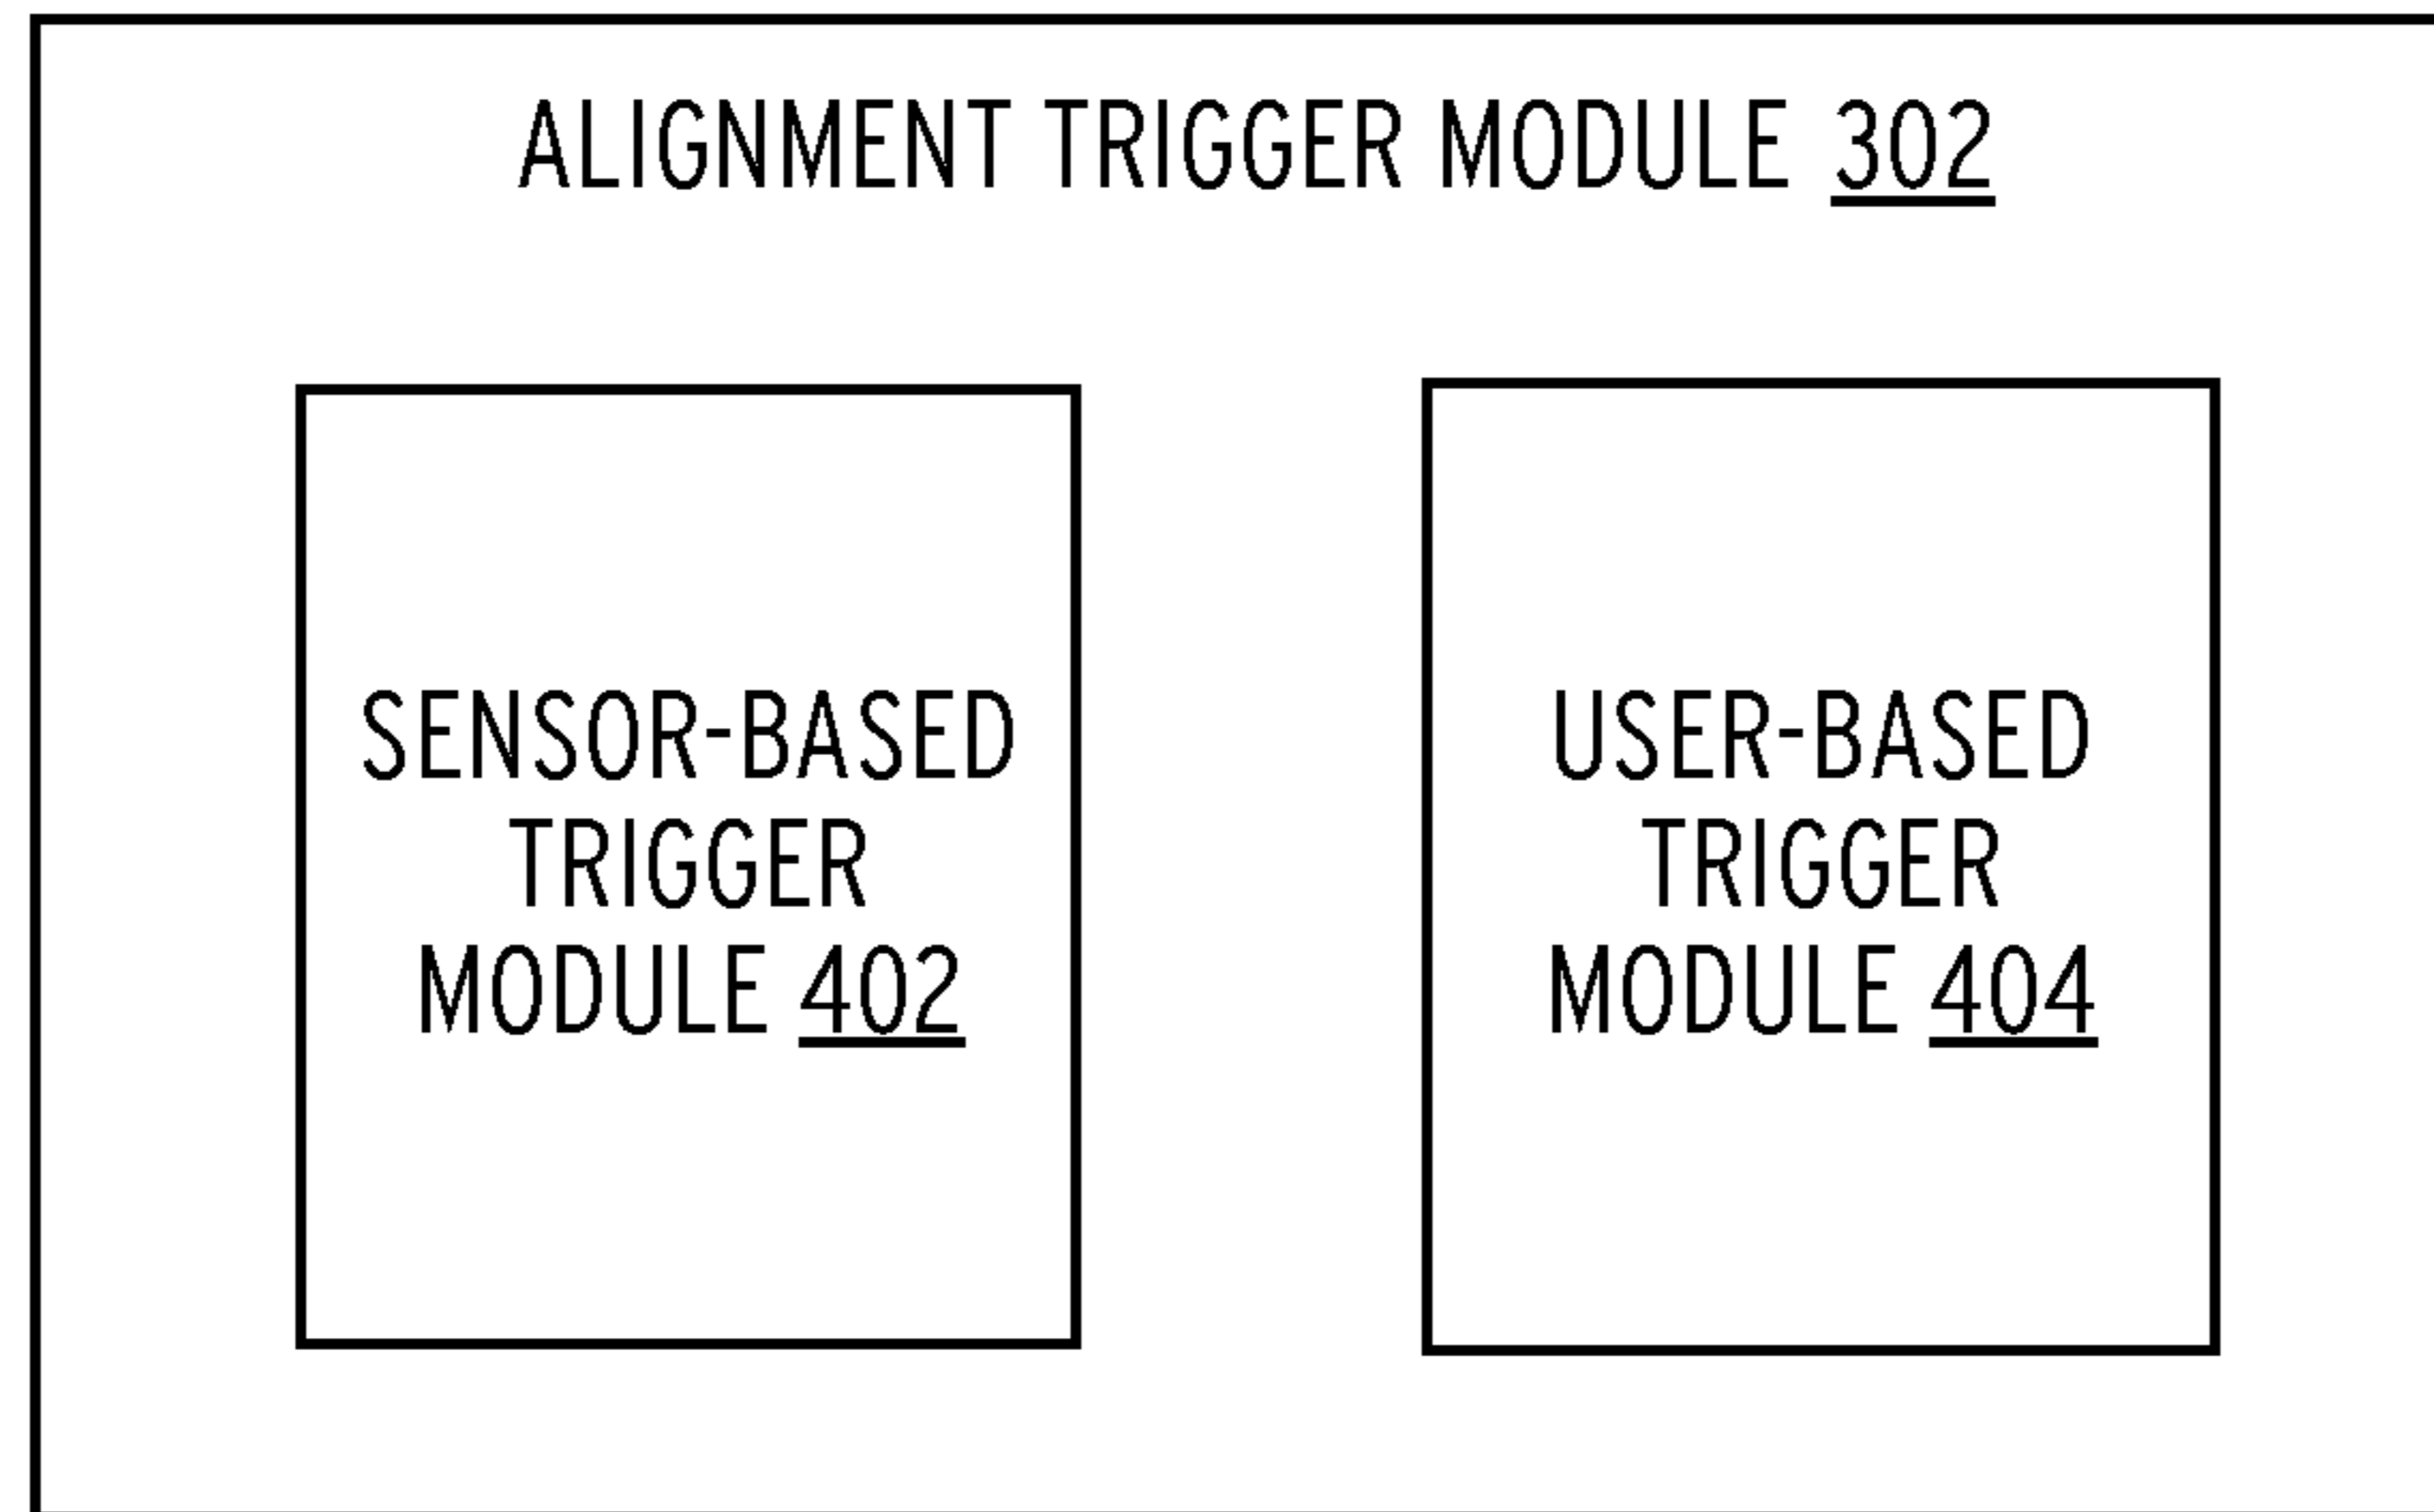 ALIGNMENT TRIGGER MODULE 302
SENSOR-BASED
TRIGGER
MODULE 402
USER-BASED
TRIGGER
MODULE 404